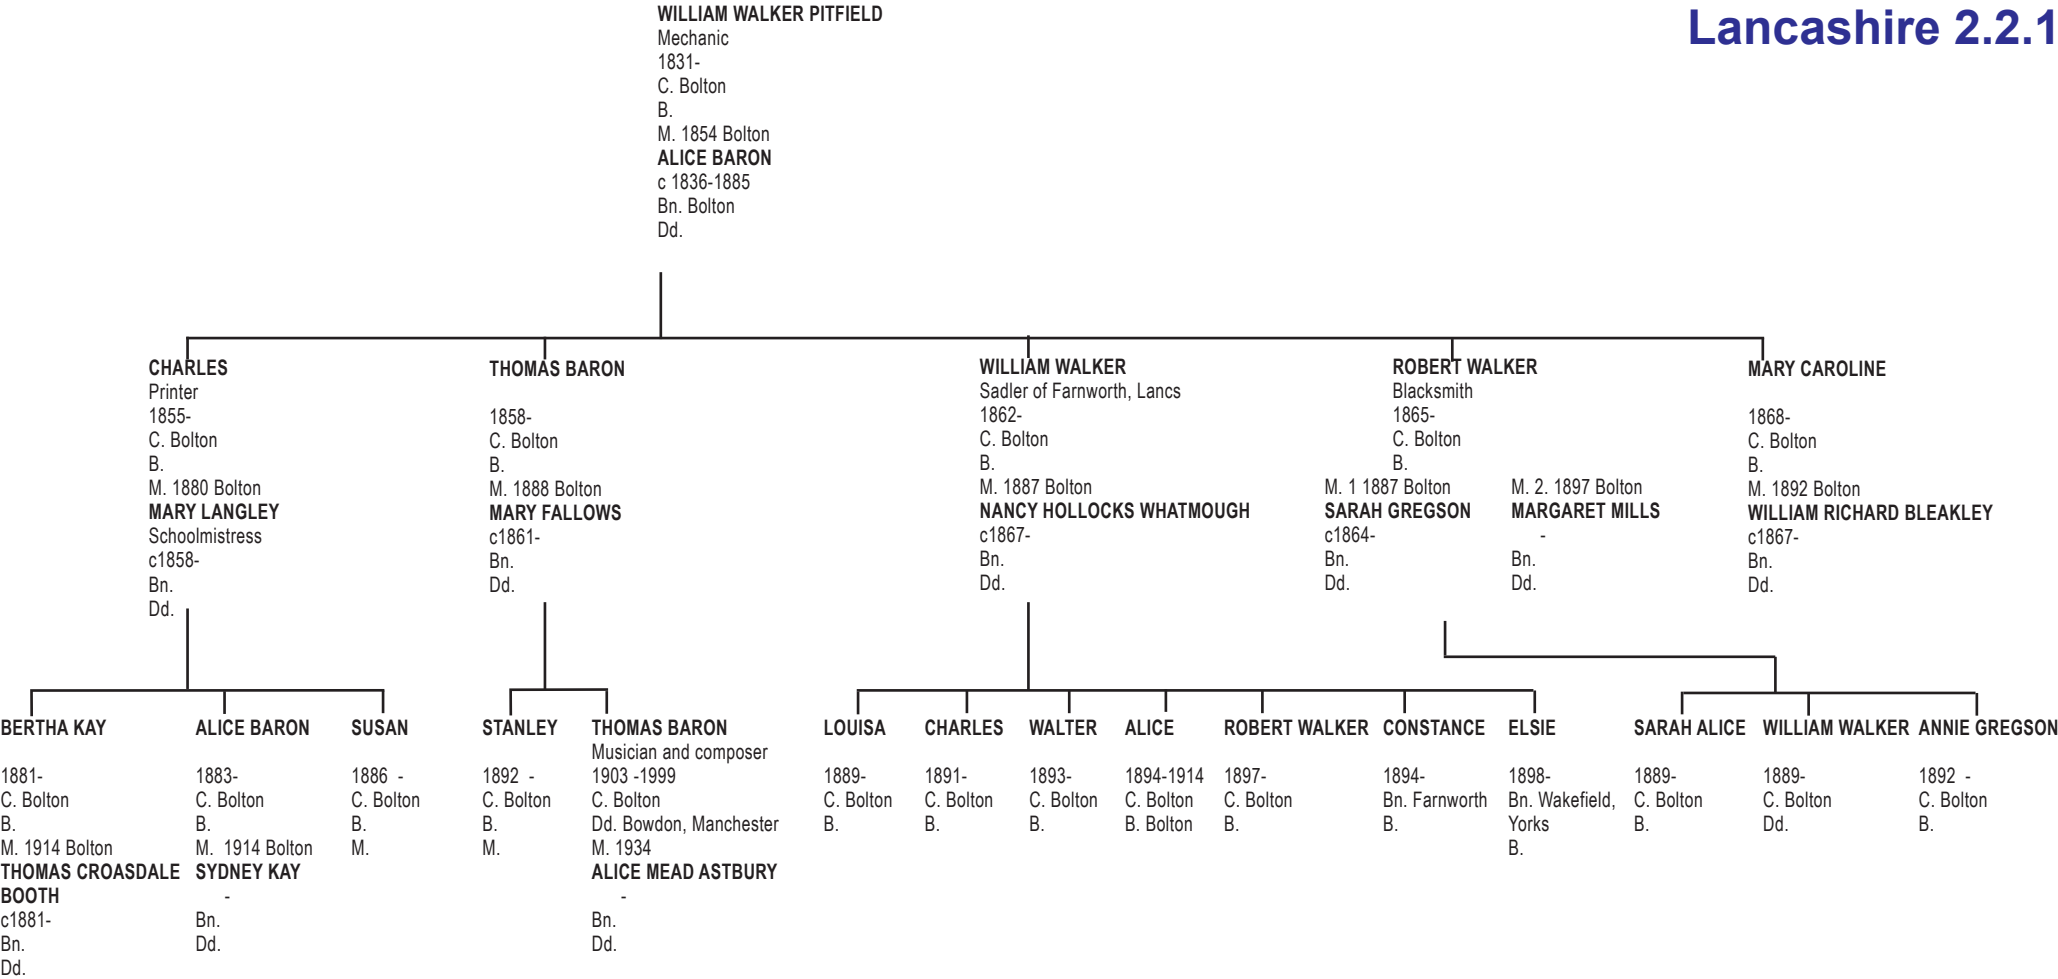 Lancashire 2.2.1
WILLIAM WALKER PITFIELD
Mechanic
1831-
C. Bolton
B.
M. 1854 Bolton
ALICE BARON
c 1836-1885
Bn. Bolton
Dd.
CHARLES
Printer
1855-
C. Bolton
B.
M. 1880 Bolton
MARY LANGLEY
Schoolmistress
c1858-
Bn.
Dd.
THOMAS BARON
1858-
C. Bolton
B.
M. 1888 Bolton
MARY FALLOWS
c1861-
Bn.
Dd.
WILLIAM WALKER
Sadler of Farnworth, Lancs
1862-
C. Bolton
B.
M. 1887 Bolton
NANCY HOLLOCKS WHATMOUGH
c1867-
Bn.
Dd.
ROBERT WALKER
Blacksmith
1865-
C. Bolton
B.
M. 1 1887 Bolton
SARAH GREGSON
c1864-
Bn.
Dd.
M. 2. 1897 Bolton
MARGARET MILLS
-
Bn.
Dd.
MARY CAROLINE
1868-
C. Bolton
B.
M. 1892 Bolton
WILLIAM RICHARD BLEAKLEY
c1867-
Bn.
Dd.
BERTHA KAY
1881-
C. Bolton
B.
M. 1914 Bolton
THOMAS CROASDALE
BOOTH
c1881-
Bn.
Dd.
ALICE BARON
1883-
C. Bolton
B.
M. 1914 Bolton
SYDNEY KAY
-
Bn.
Dd.
SUSAN
1886 -
C. Bolton
B.
M.
STANLEY
1892 -
C. Bolton
B.
M.
THOMAS BARON
Musician and composer
1903 -1999
C. Bolton
Dd. Bowdon, Manchester
M. 1934
ALICE MEAD ASTBURY
-
Bn.
Dd.
LOUISA
1889-
C. Bolton
B.
CHARLES
1891-
C. Bolton
B.
WALTER
1893-
C. Bolton
B.
ALICE
1894-1914
C. Bolton
B. Bolton
ROBERT WALKER
1897-
C. Bolton
B.
CONSTANCE
1894-
Bn. Farnworth
B.
ELSIE
1898-
Bn. Wakefield,
Yorks
B.
SARAH ALICE
1889-
C. Bolton
B.
WILLIAM WALKER
1889-
C. Bolton
Dd.
ANNIE GREGSON
1892 -
C. Bolton
B.